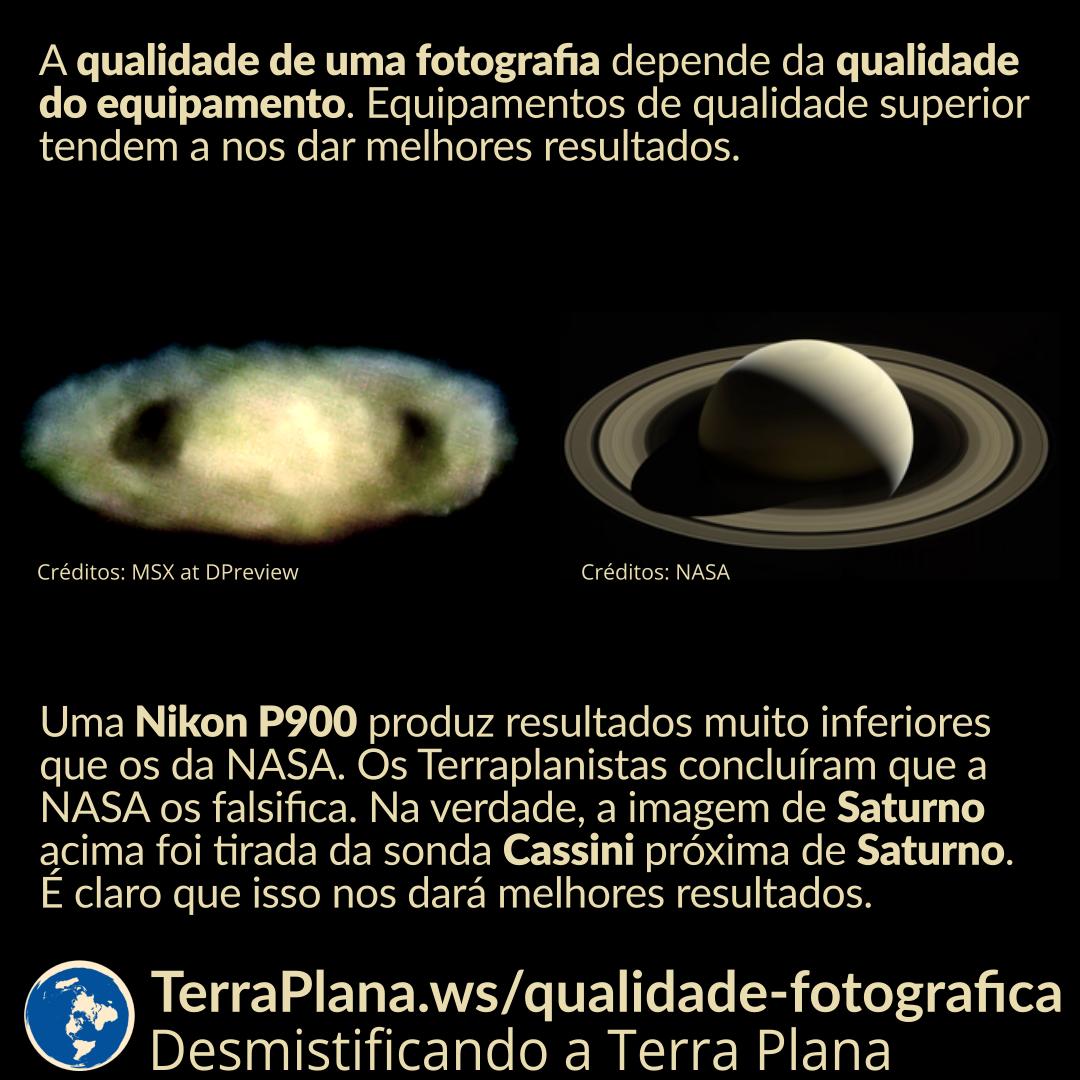 A qualidade de uma fotografia depende da qualidade
do equipamento. Equipamentos de qualidade superior
tendem a nos dar melhores resultados.
Créditos: MSX at DPreview
Créditos: NASA
Uma Nikon P900 produz resultados muito inferiores
que os da NASA. Os Terraplanistas concluíram que a
NASA os falsifica. Na verdade, a imagem de Saturno
acima foi tirada da sonda Cassini próxima de Saturno.
É claro que isso nos dará melhores resultados.
TerraPlana.ws/qualidade-fotografica
Desmistificando a Terra Plana